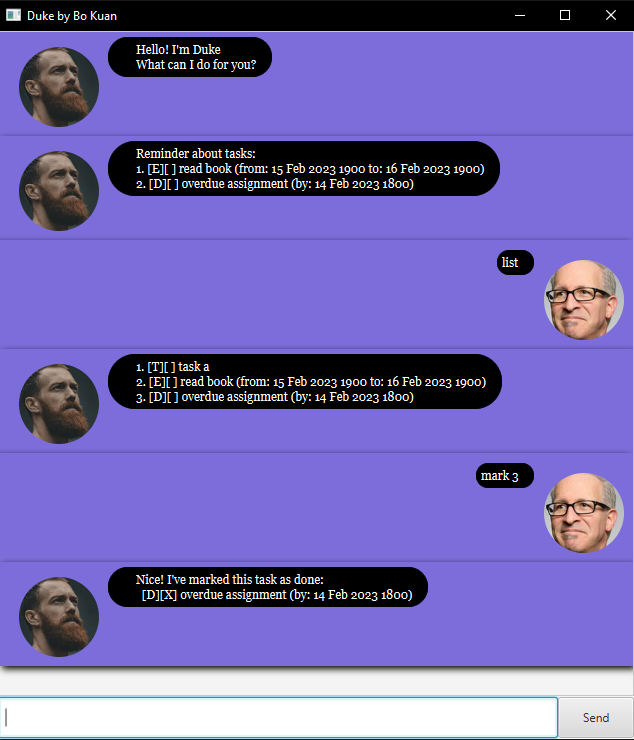 Duke by Bo Kuan
Hello! I'm Duke
What can I do for you?
Reminder about tasks:
1. [E][ ] read book (from: 15 Feb 2023 1900 to: 16 Feb 2023 1900)
2. [D][ ] overdue assignment (by: 14 Feb 2023 1800)
list
1. [T][ ] task a
2. [E][ ] read book (from: 15 Feb 2023 1900 to: 16 Feb 2023 1900)
3. [D][ ] overdue assignment (by: 14 Feb 2023 1800)
mark 3
Nice! I've marked this task as done:
[D][X] overdue assignment (by: 14 Feb 2023 1800)
Send